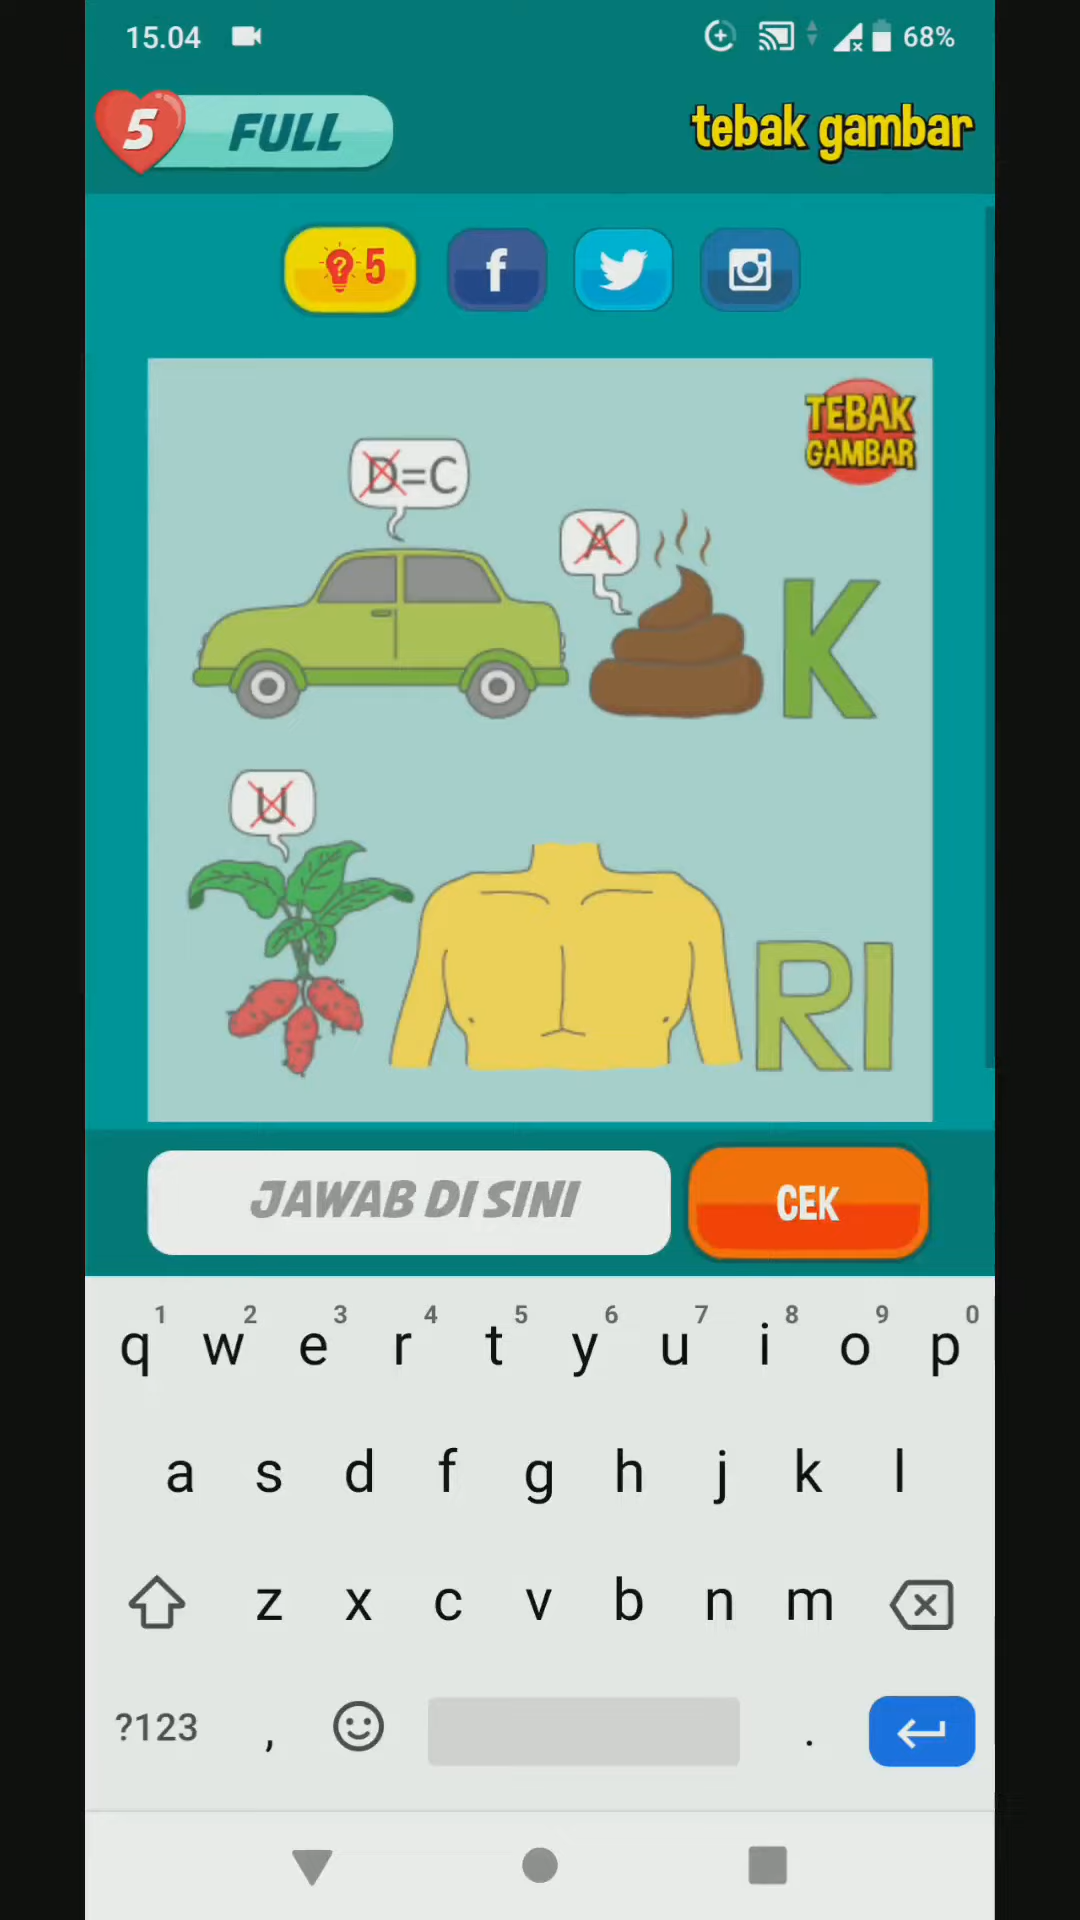 15.04 68%
5 FULL tebak gambar
5 f
TEBAK
GAMBAR
D=C
A
K
U
RI
JAWAB DI SINI CEK
1 2 3 4 5 6 7 8 9 0
q w e r t y u i o p
a s d f g h j k l
z x c v b n m
?123 , .